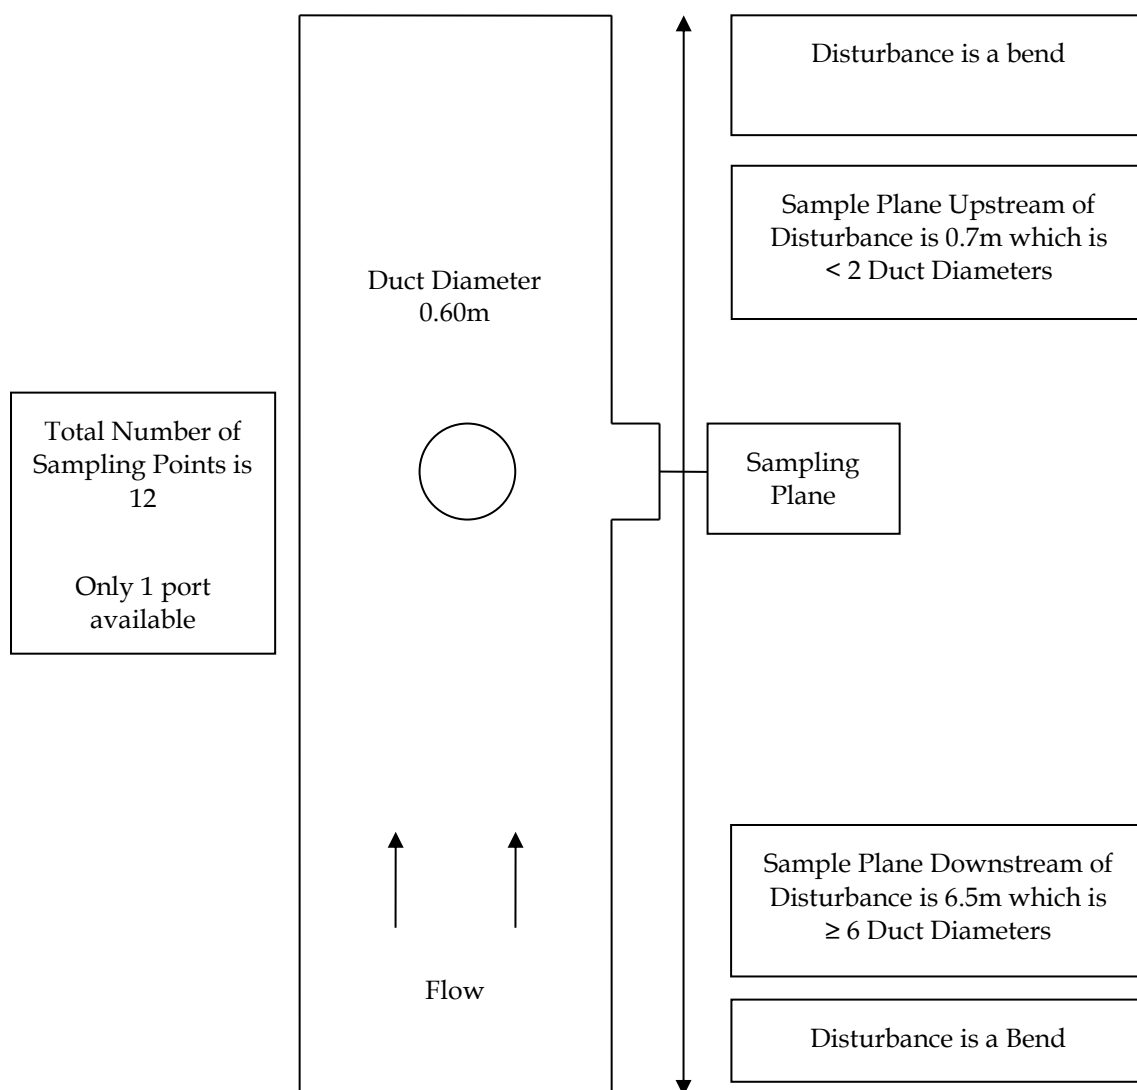 Disturbance is a bend
Sample Plane Upstream of
Disturbance is 0.7m which is
< 2 Duct Diameters
Duct Diameter
0.60m
Total Number of
Sampling Points is
12
Only 1 port
available
Sampling
Plane
Sample Plane Downstream of
Disturbance is 6.5m which is
≥ 6 Duct Diameters
Flow
Disturbance is a Bend